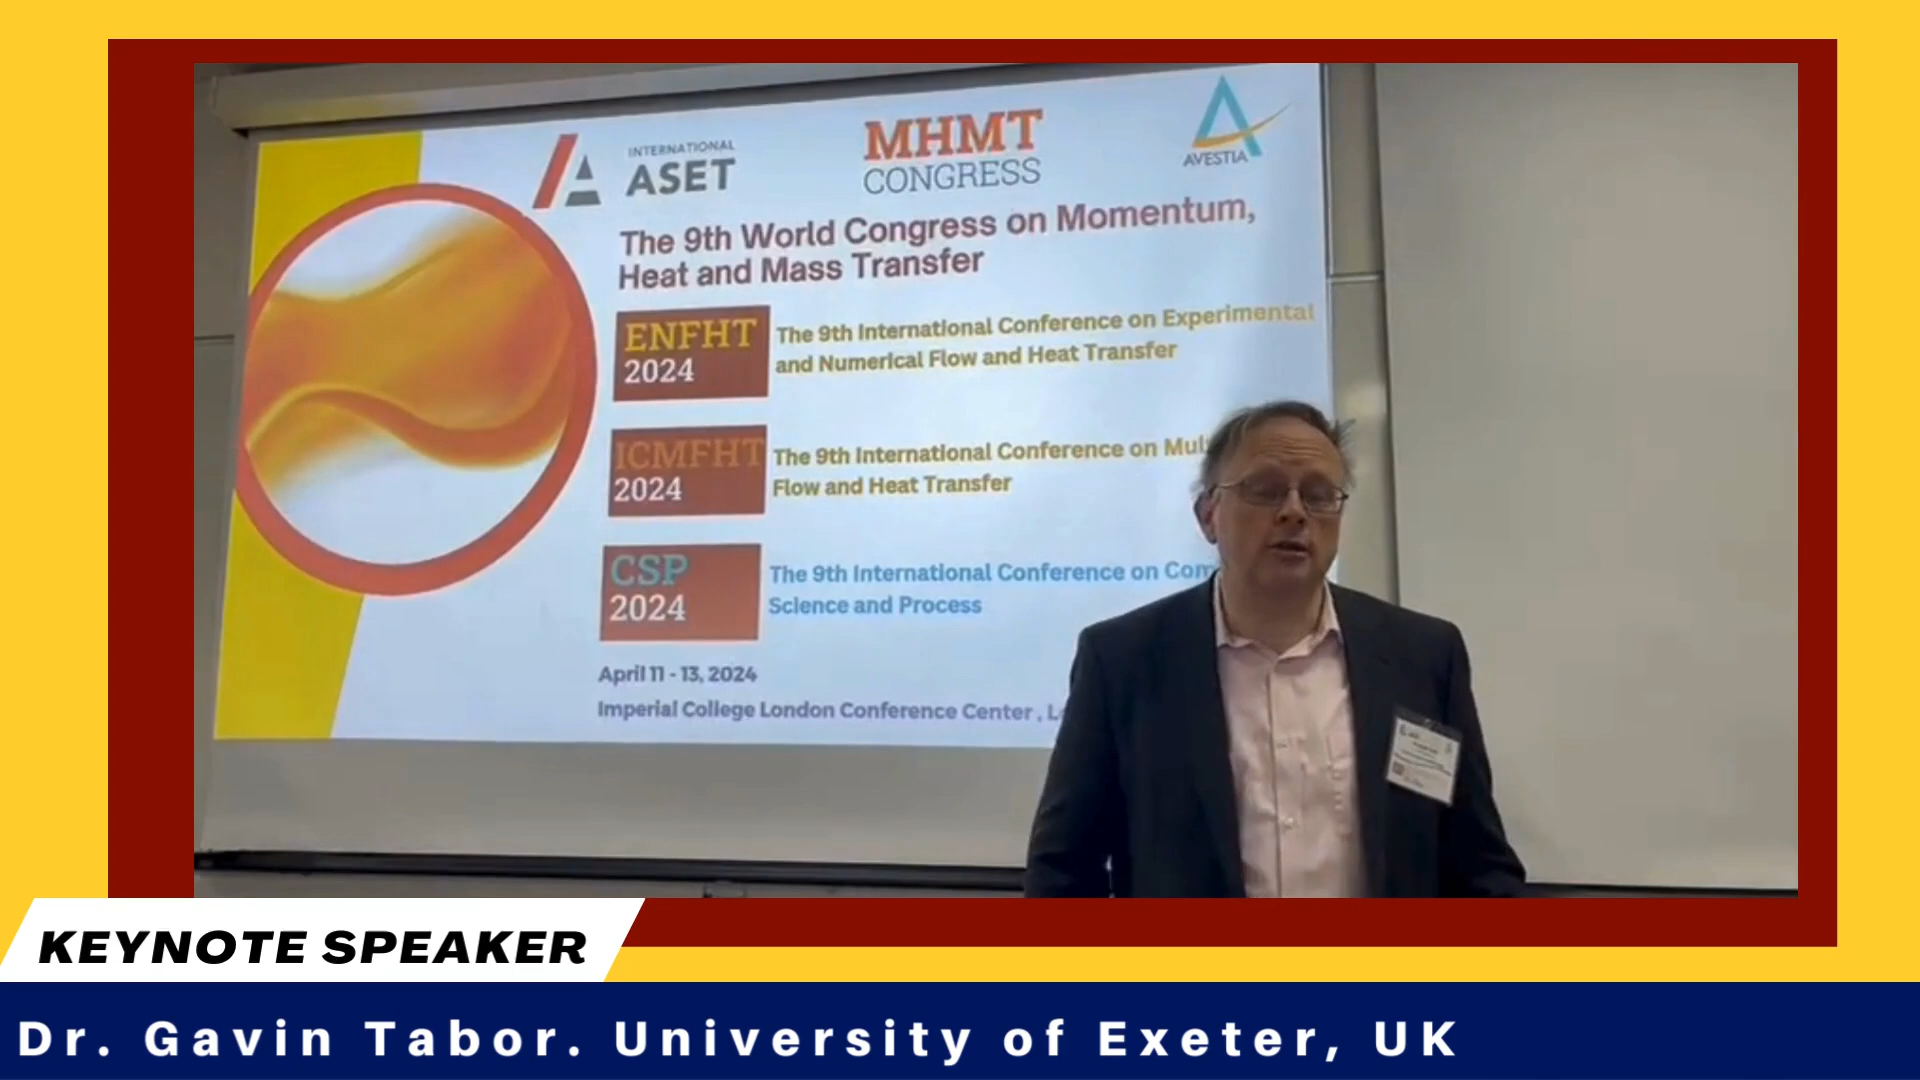 INTERNATIONAL
ASET
MHMT
CONGRESS
AVESTIA
The 9th World Congress on Momentum,
Heat and Mass Transfer
ENFHT
2024
The 9th International Conference on Experimental
and Numerical Flow and Heat Transfer
ICMFHT
2024
The 9th International Conference on
Flow and Heat Transfer
CSP
2024
The 9th International Conference on
Science and Process
April 11 - 13, 2024
Imperial College London Conference Center,
KEYNOTE SPEAKER
Dr. Gavin Tabor. University of Exeter, UK